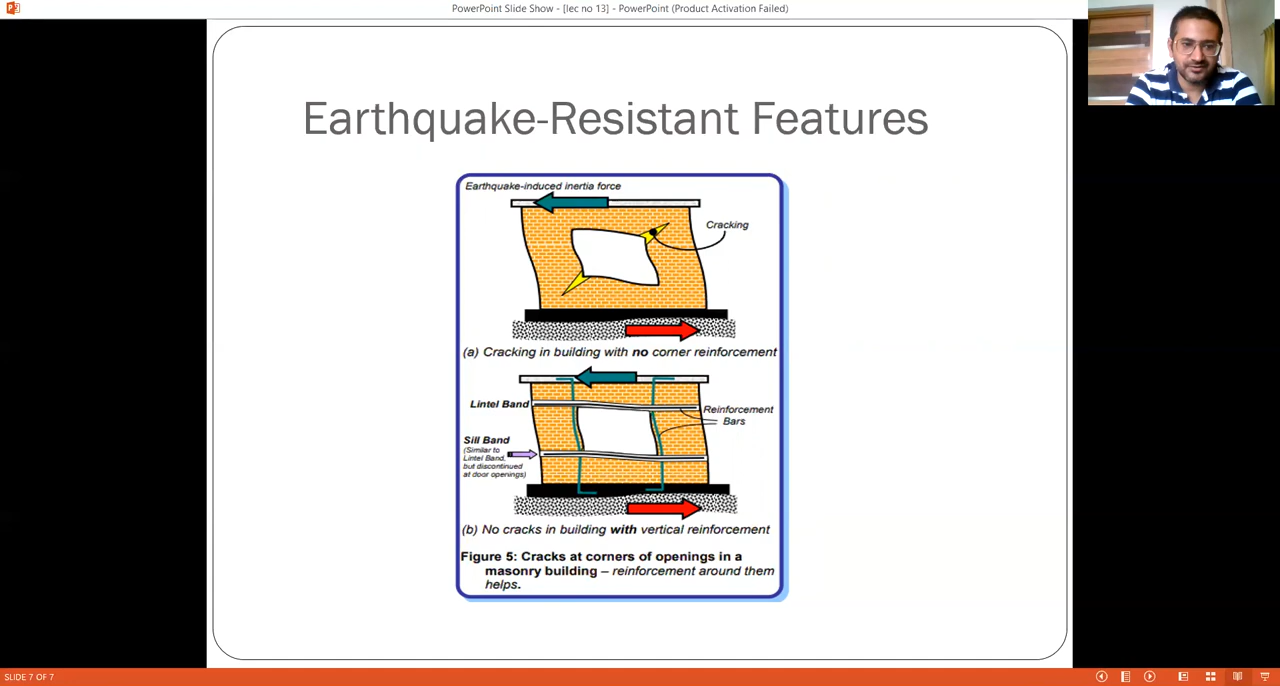 PowerPoint Slide Show - [lec no 13] - PowerPoint (Product Activation Failed)
Earthquake-Resistant Features
Earthquake-induced inertia force
Cracking
(a) Cracking in building with no corner reinforcement
Lintel Band
Reinforcement
Bars
Sill Band
(Similar to
Lintel Band,
but discontinued
at door openings)
(b) No cracks in building with vertical reinforcement
Figure 5: Cracks at corners of openings in a
masonry building – reinforcement around them
helps.
SLIDE 7 OF 7